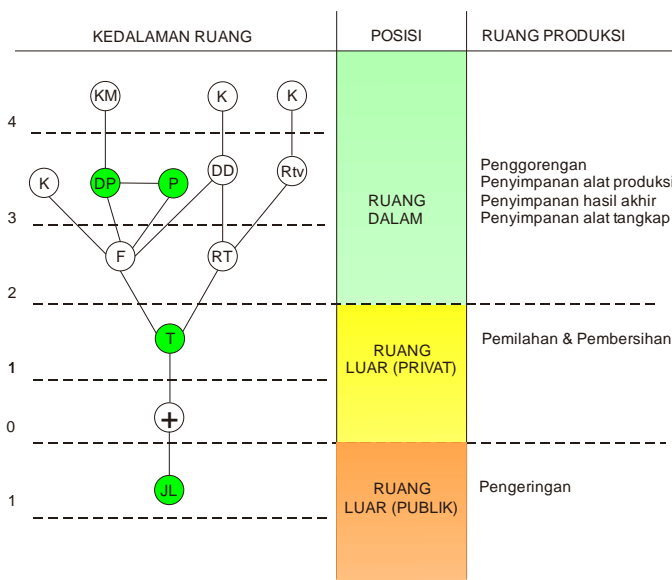 KEDALAMAN RUANG POSISI RUANG PRODUKSI
KM K K
4
K DP P DD Rtv
Penggorengan
Penyimpanan alat produksi
Penyimpanan hasil akhir
Penyimpanan alat tangkap
RUANG
DALAM
3
F RT
2
T
Pemilahan & Pembersihan
RUANG
LUAR (PRIVAT)
1
+
0
JL
Pengeringan
RUANG
LUAR (PUBLIK)
1